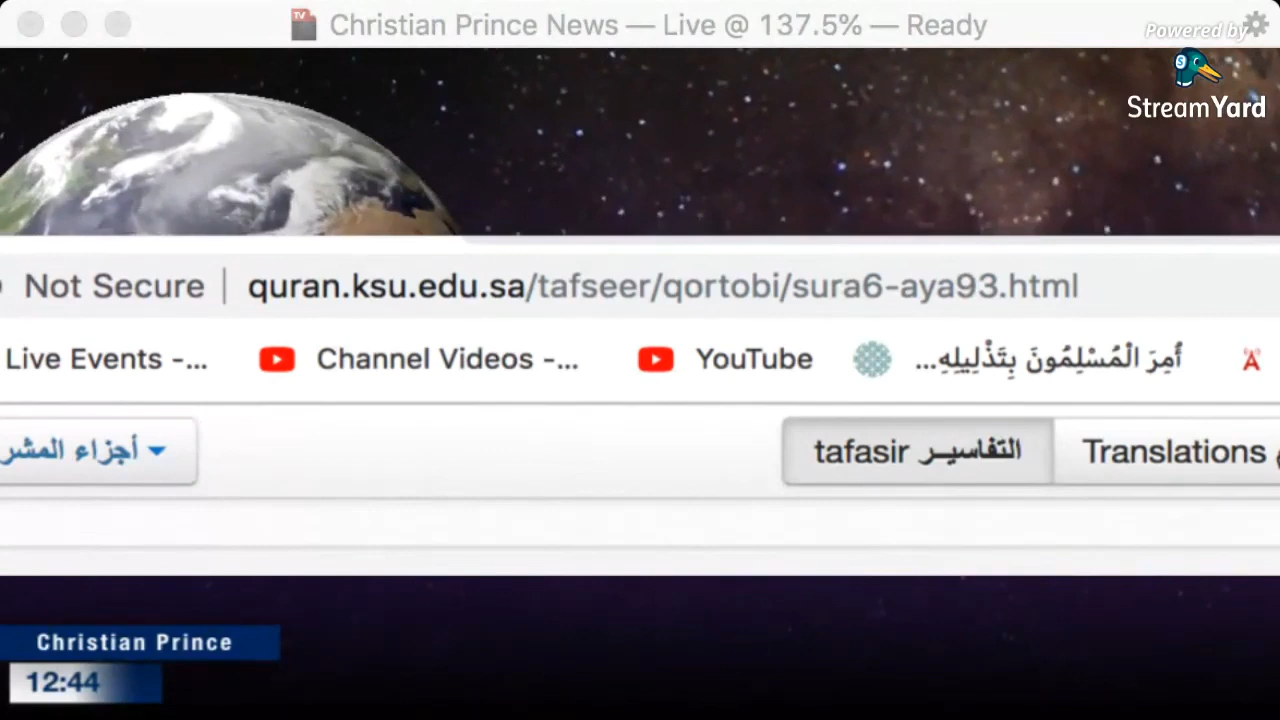 Christian Prince News — Live @ 137.5% — Ready
Powered by
StreamYard
Not Secure | quran.ksu.edu.sa/tafseer/qortobi/sura6-aya93.html
Live Events -... Channel Videos -... YouTube أُمِرَ الْمُسْلِمُونَ بِتَذْلِيلِهِ...
أجزاء المشر tafasir التفاسيـر Translations
Christian Prince
12:44